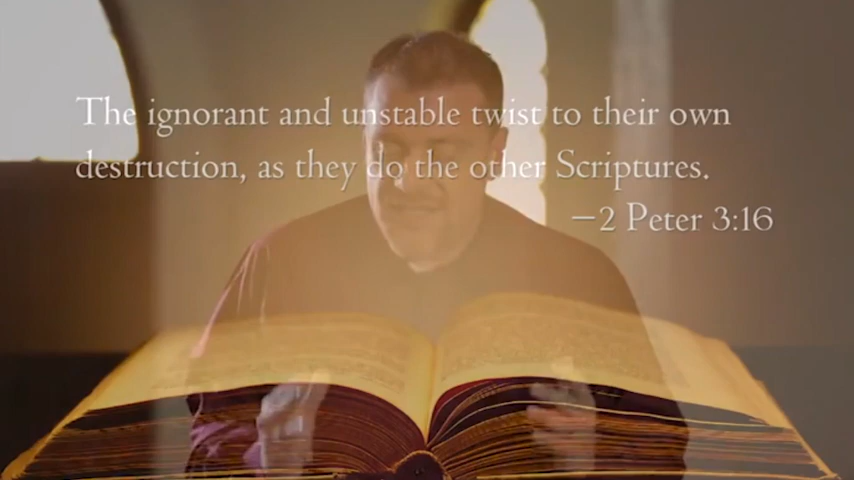 The ignorant and unstable twist to their own
destruction, as they do the other Scriptures.
–2 Peter 3:16